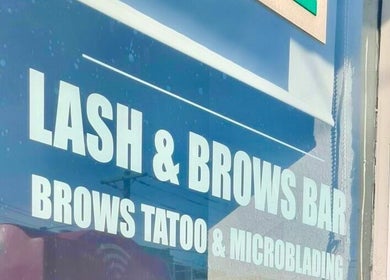 LASH & BROWS BAR
BROWS TATOO & MICROBLADING